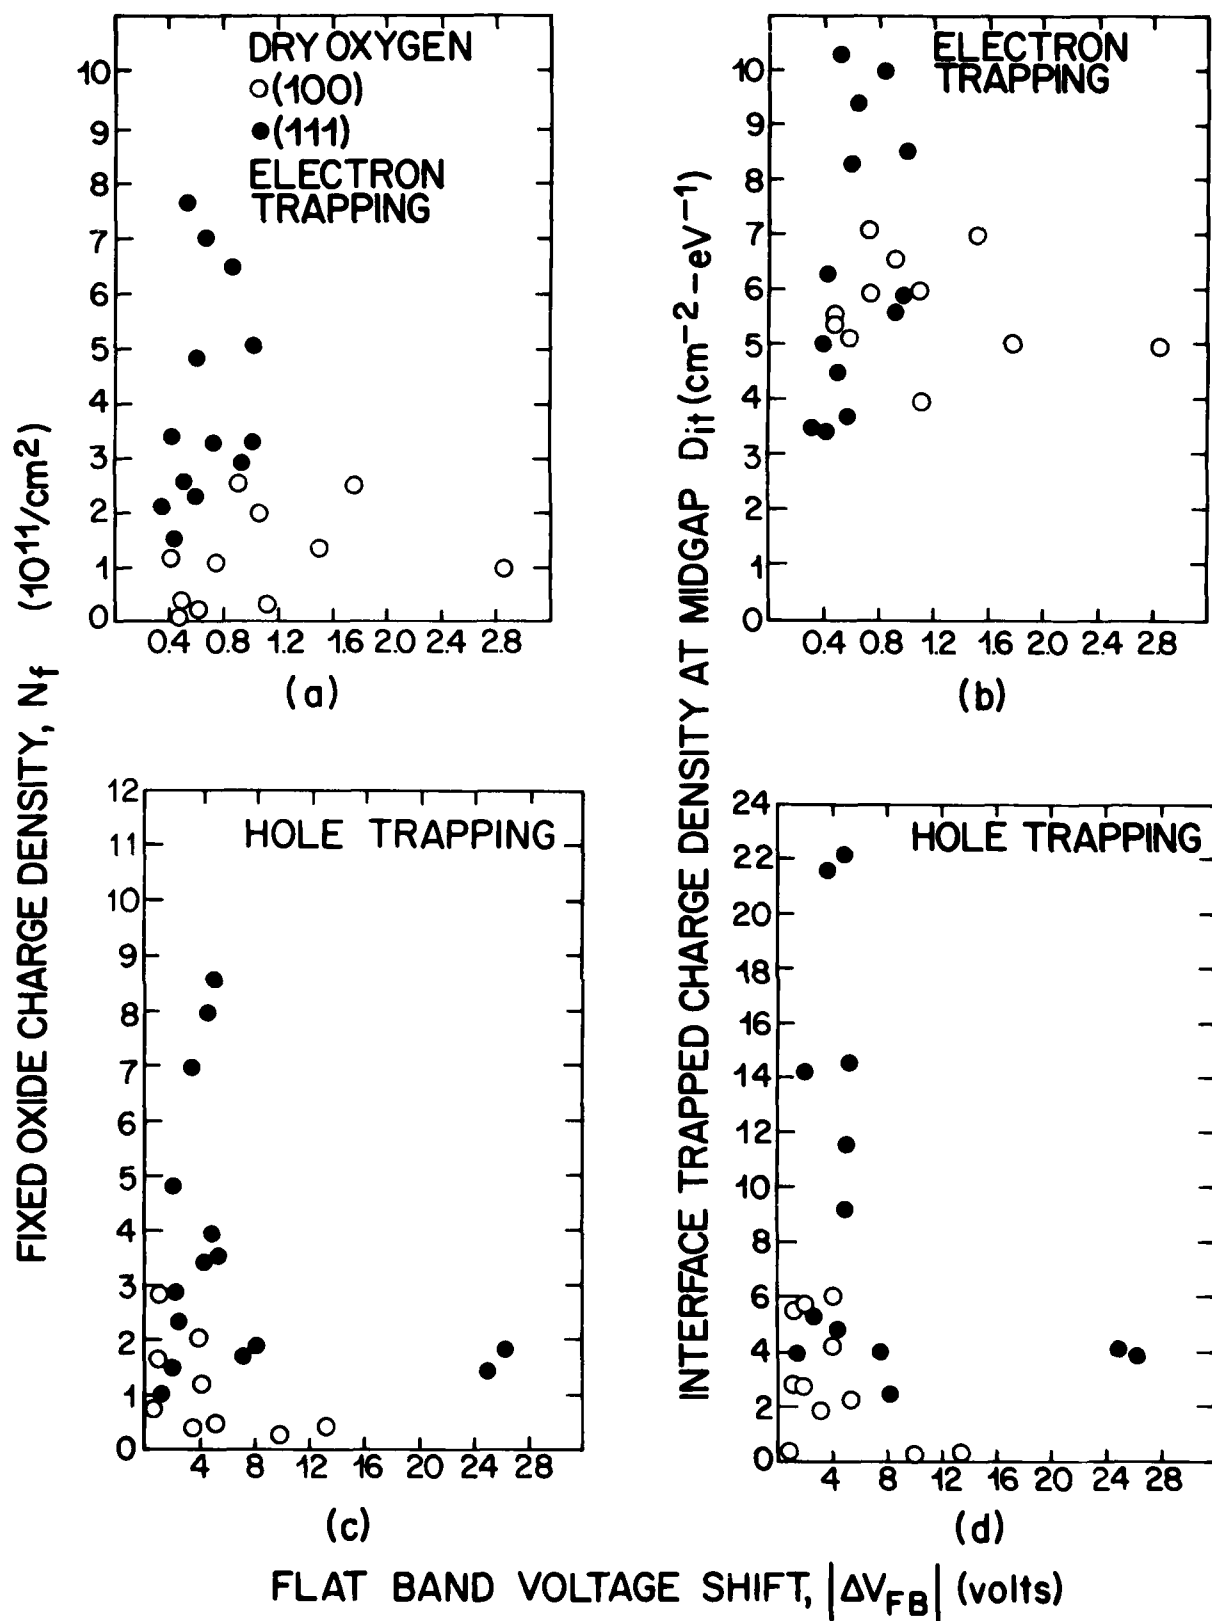 FIXED OXIDE CHARGE DENSITY, Nf (10¹¹/cm²)
DRY OXYGEN
○(100)
●(111)
ELECTRON
TRAPPING
10
9
8
7
6
5
4
3
2
1
0
0.4 0.8 1.2 1.6 2.0 2.4 2.8
(a)
INTERFACE TRAPPED CHARGE DENSITY AT MIDGAP Dit (cm⁻²–eV⁻¹)
ELECTRON
TRAPPING
10
9
8
7
6
5
4
3
2
1
0
0.4 0.8 1.2 1.6 2.0 2.4 2.8
(b)
HOLE TRAPPING
12
11
10
9
8
7
6
5
4
3
2
1
0
4 8 12 16 20 24 28
(c)
HOLE TRAPPING
24
22
20
18
16
14
12
10
8
6
4
2
0
4 8 12 16 20 24 28
(d)
FLAT BAND VOLTAGE SHIFT, |ΔVFB| (volts)